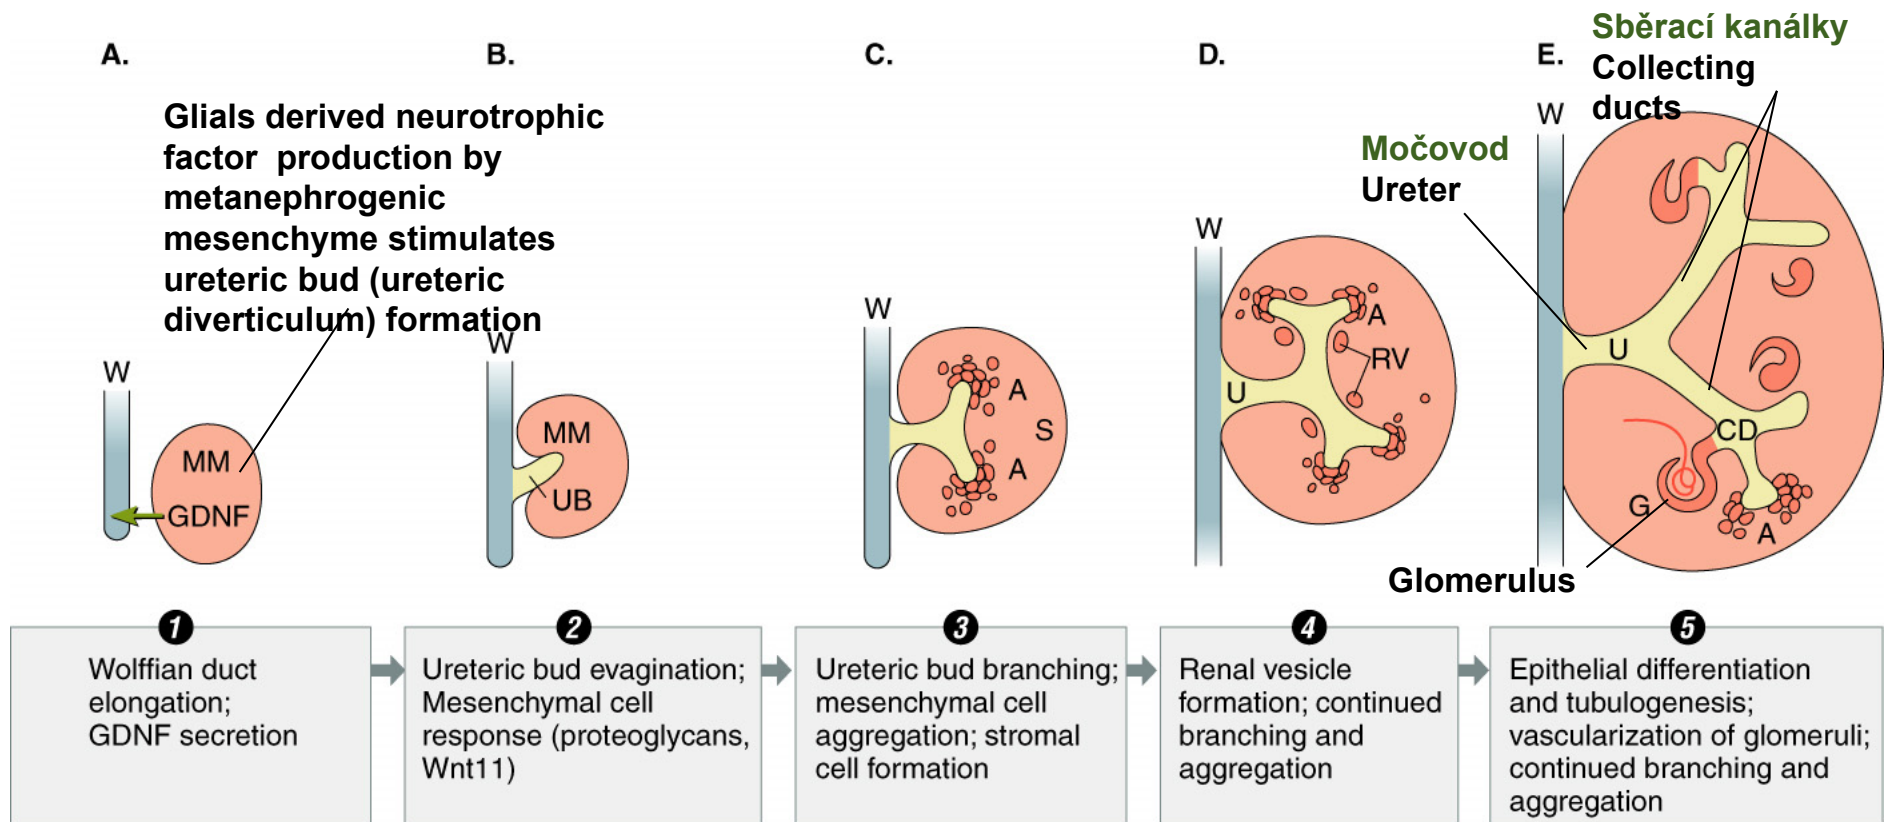 A.
B.
C.
D.
E.
Sběrací kanálky
Collecting
ducts
Glials derived neurotrophic
factor  production by
metanephrogenic
mesenchyme stimulates
ureteric bud (ureteric
diverticulum) formation
Močovod
Ureter
W
MM
GDNF
W
MM
UB
W
A
S
A
W
A
RV
U
W
U
CD
G
A
Glomerulus
1
Wolffian duct
elongation;
GDNF secretion
2
Ureteric bud evagination;
Mesenchymal cell
response (proteoglycans,
Wnt11)
3
Ureteric bud branching;
mesenchymal cell
aggregation; stromal
cell formation
4
Renal vesicle
formation; continued
branching and
aggregation
5
Epithelial differentiation
and tubulogenesis;
vascularization of glomeruli;
continued branching and
aggregation